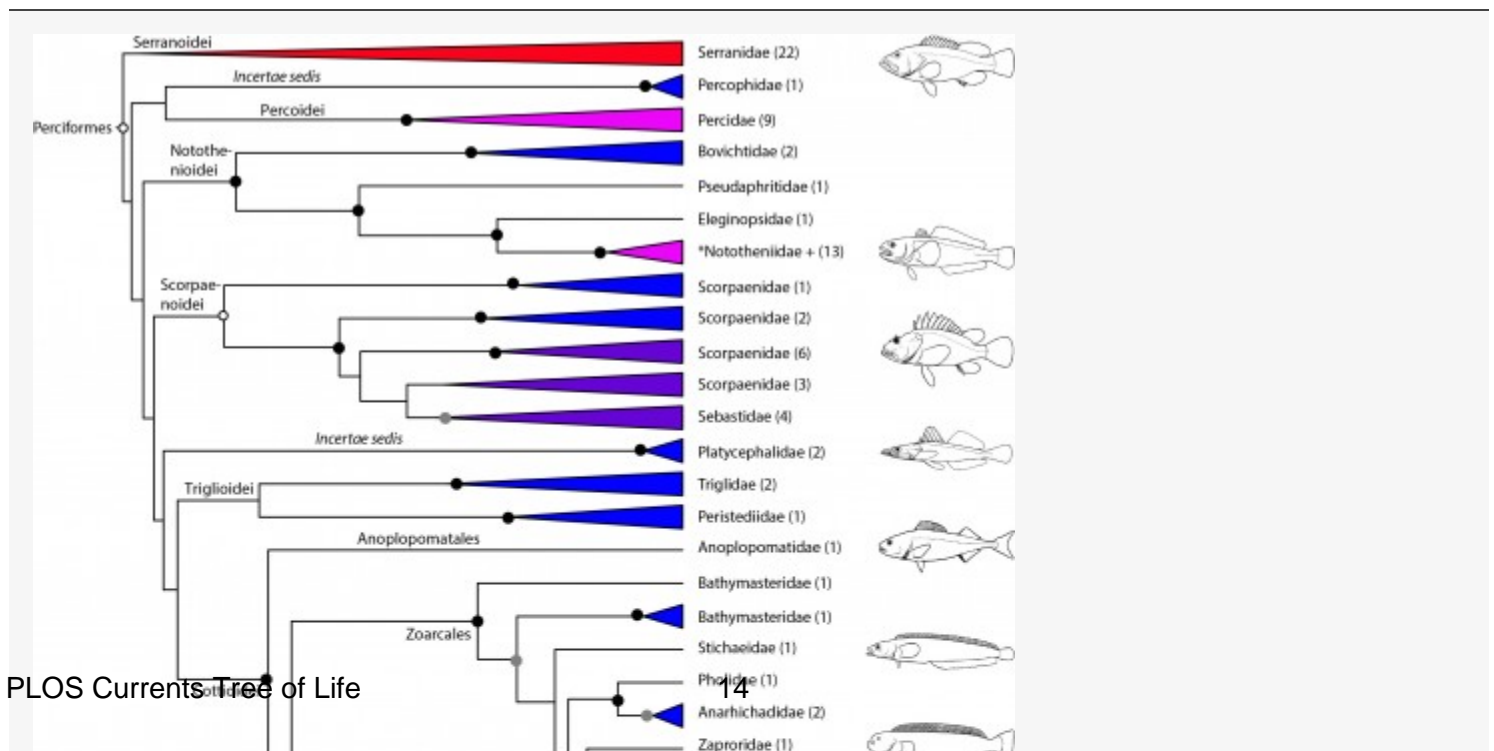 Serranoidei
Serranidae (22)
Incertae sedis
Percophidae (1)
Percoidei
Percidae (9)
Perciformes
Notothe-
nioidei
Bovichtidae (2)
Pseudaphritidae (1)
Eleginopsidae (1)
*Nototheniidae + (13)
Scorpae-
noidei
Scorpaenidae (1)
Scorpaenidae (2)
Scorpaenidae (6)
Scorpaenidae (3)
Sebastidae (4)
Incertae sedis
Platycephalidae (2)
Triglioidei
Triglidae (2)
Peristediidae (1)
Anoplopomatales
Anoplopomatidae (1)
Bathymasteridae (1)
Bathymasteridae (1)
Zoarcales
Stichaeidae (1)
Pholidae (1)
PLOS Currents Tree of Life
14
Anarhichadidae (2)
Zaproridae (1)